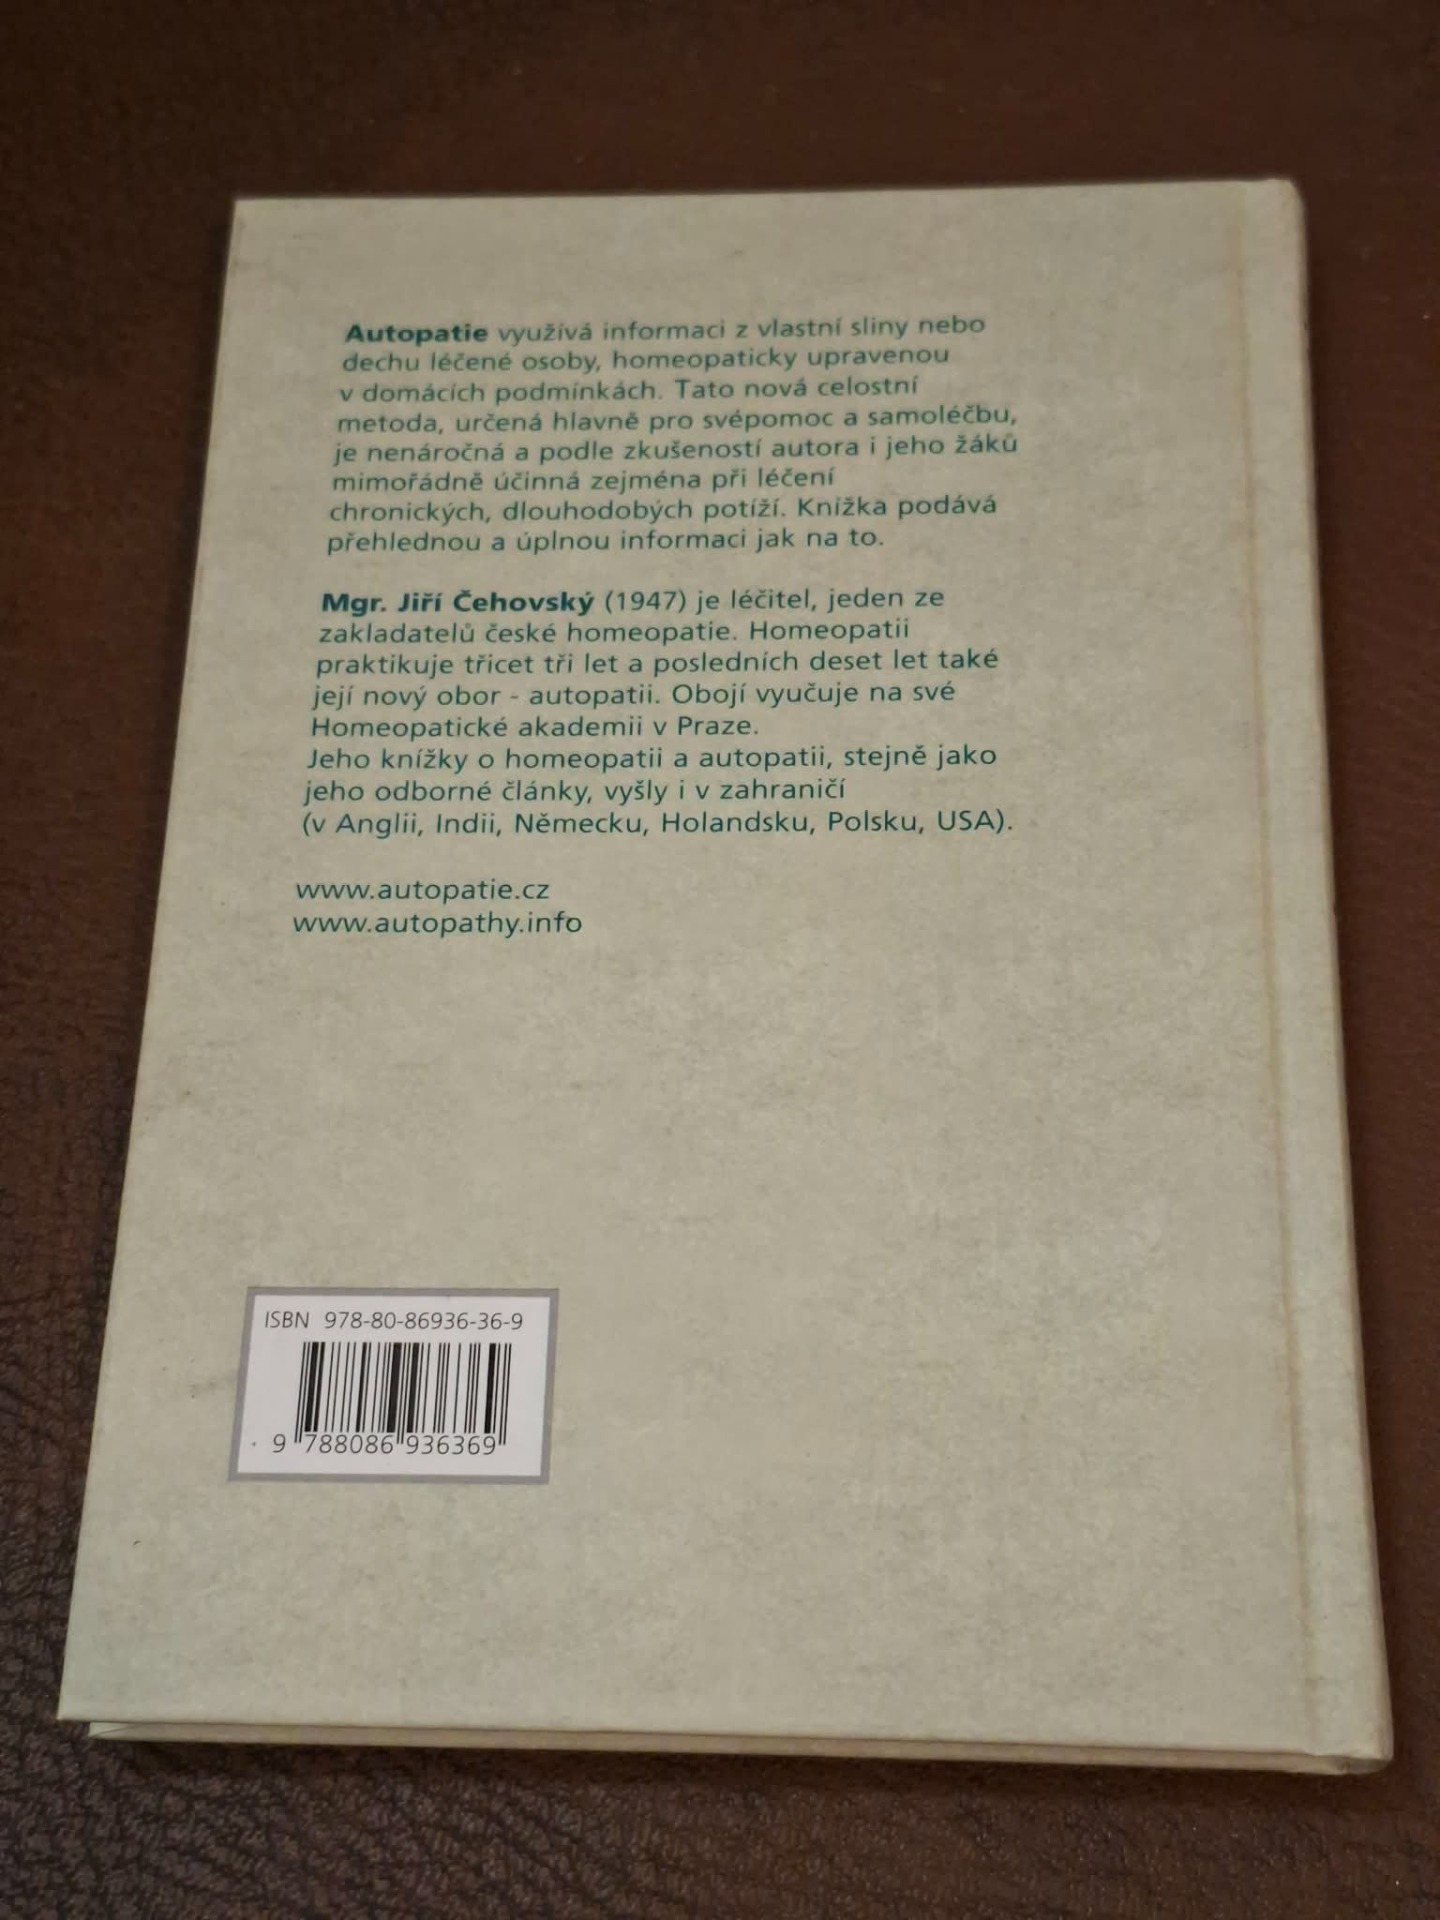 Autopatie využívá informaci z vlastní sliny nebo
dechu léčené osoby, homeopaticky upravenou
v domácích podmínkách. Tato nová celostní
metoda, určená hlavně pro svépomoc a samoléčbu,
je nenáročná a podle zkušeností autora i jeho žáků
mimořádně účinná zejména při léčení
chronických, dlouhodobých potíží. Knížka podává
přehlednou a úplnou informaci jak na to.
Mgr. Jiří Čehovský (1947) je léčitel, jeden ze
zakladatelů české homeopatie. Homeopatii
praktikuje třicet tři let a posledních deset let také
její nový obor - autopatii. Obojí vyučuje na své
Homeopatické akademii v Praze.
Jeho knížky o homeopatii a autopatii, stejně jako
jeho odborné články, vyšly i v zahraničí
(v Anglii, Indii, Německu, Holandsku, Polsku, USA).
www.autopatie.cz
www.autopathy.info
ISBN 978-80-86936-36-9
9 788086 936369